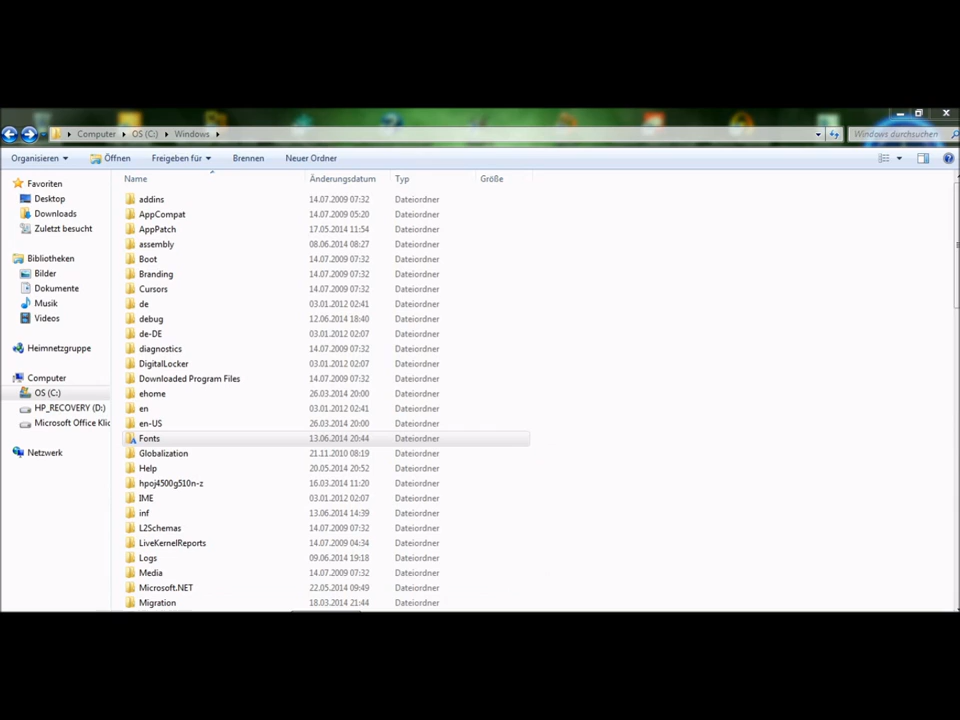 Computer OS (C:) Windows Windows durchsuchen
Organisieren Öffnen Freigeben für Brennen Neuer Ordner
Name Änderungsdatum Typ Größe
Favoriten
Desktop
Downloads
Zuletzt besucht
Bibliotheken
Bilder
Dokumente
Musik
Videos
Heimnetzgruppe
Computer
OS (C:)
HP_RECOVERY (D:)
Microsoft Office Klic
Netzwerk
addins 14.07.2009 07:32 Dateiordner
AppCompat 14.07.2009 05:20 Dateiordner
AppPatch 17.05.2014 11:54 Dateiordner
assembly 08.06.2014 08:27 Dateiordner
Boot 14.07.2009 07:32 Dateiordner
Branding 14.07.2009 07:32 Dateiordner
Cursors 14.07.2009 07:32 Dateiordner
de 03.01.2012 02:41 Dateiordner
debug 12.06.2014 18:40 Dateiordner
de-DE 03.01.2012 02:07 Dateiordner
diagnostics 14.07.2009 07:32 Dateiordner
DigitalLocker 03.01.2012 02:07 Dateiordner
Downloaded Program Files 14.07.2009 07:32 Dateiordner
ehome 26.03.2014 20:00 Dateiordner
en 03.01.2012 02:41 Dateiordner
en-US 26.03.2014 20:00 Dateiordner
Fonts 13.06.2014 20:44 Dateiordner
Globalization 21.11.2010 08:19 Dateiordner
Help 20.05.2014 20:52 Dateiordner
hpoj4500g510n-z 16.03.2014 11:20 Dateiordner
IME 03.01.2012 02:07 Dateiordner
inf 13.06.2014 14:39 Dateiordner
L2Schemas 14.07.2009 07:32 Dateiordner
LiveKernelReports 14.07.2009 04:34 Dateiordner
Logs 09.06.2014 19:18 Dateiordner
Media 14.07.2009 07:32 Dateiordner
Microsoft.NET 22.05.2014 09:49 Dateiordner
Migration 18.03.2014 21:44 Dateiordner